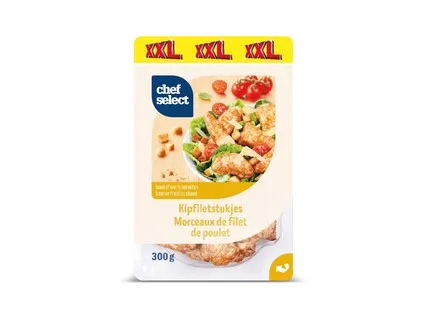 XXL XXL XXL
chef
select
Kipfiletstukjes
Morceaux de filet
de poulet
300 g